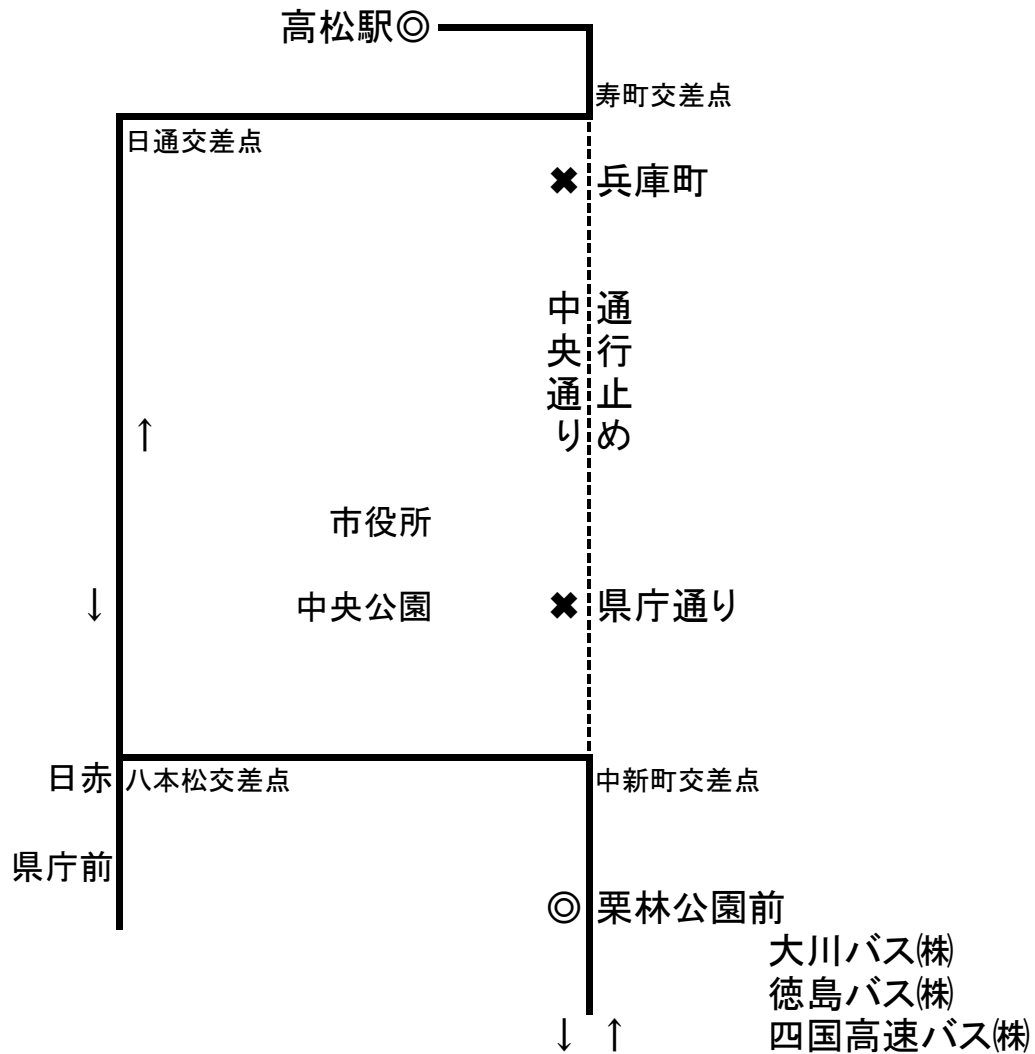 高松駅◎
寿町交差点
日通交差点
✖ 兵庫町
中央通り
通行止め
↑
市役所
↓
中央公園
✖ 県庁通り
日赤
八本松交差点
中新町交差点
県庁前
◎ 栗林公園前
大川バス㈱
徳島バス㈱
↓ ↑
四国高速バス㈱